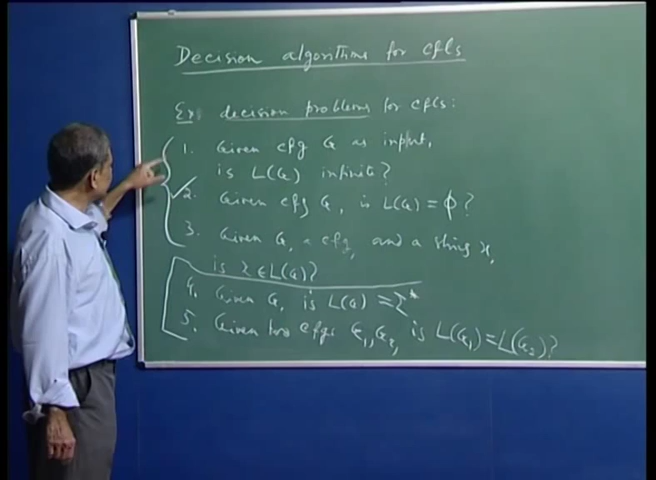 Decision algorithms for cfls
Ex: decision problems for cfls:
1. Given cfg G as input,
is L(G) infinite?
2. Given cfg G, is L(G) = ϕ?
3. Given G, a cfg, and a string x,
is x ∈ L(G)?
4. Given G, is L(G) = Σ*
5. Given two cfgs G₁, G₂, is L(G₁) = L(G₂)?